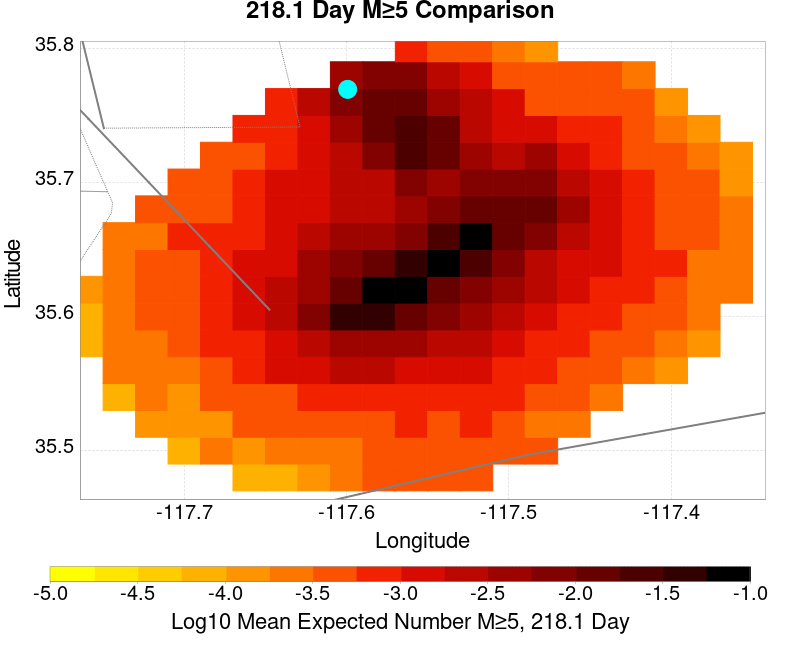 218.1 Day M≥5 Comparison
35.8
35.7
35.6
35.5
Latitude
-117.7 -117.6 -117.5 -117.4
Longitude
-5.0 -4.5 -4.0 -3.5 -3.0 -2.5 -2.0 -1.5 -1.0
Log10 Mean Expected Number M≥5, 218.1 Day